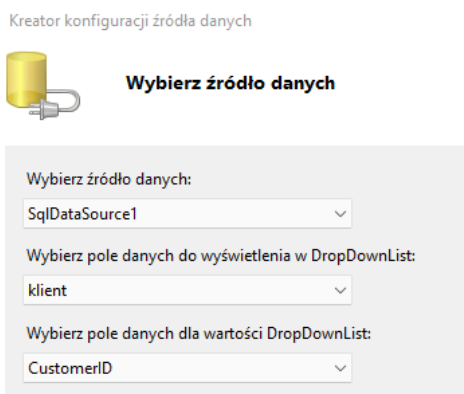 Kreator konfiguracji źródła danych
Wybierz źródło danych
Wybierz źródło danych:
SqlDataSource1
Wybierz pole danych do wyświetlenia w DropDownList:
klient
Wybierz pole danych dla wartości DropDownList:
CustomerID